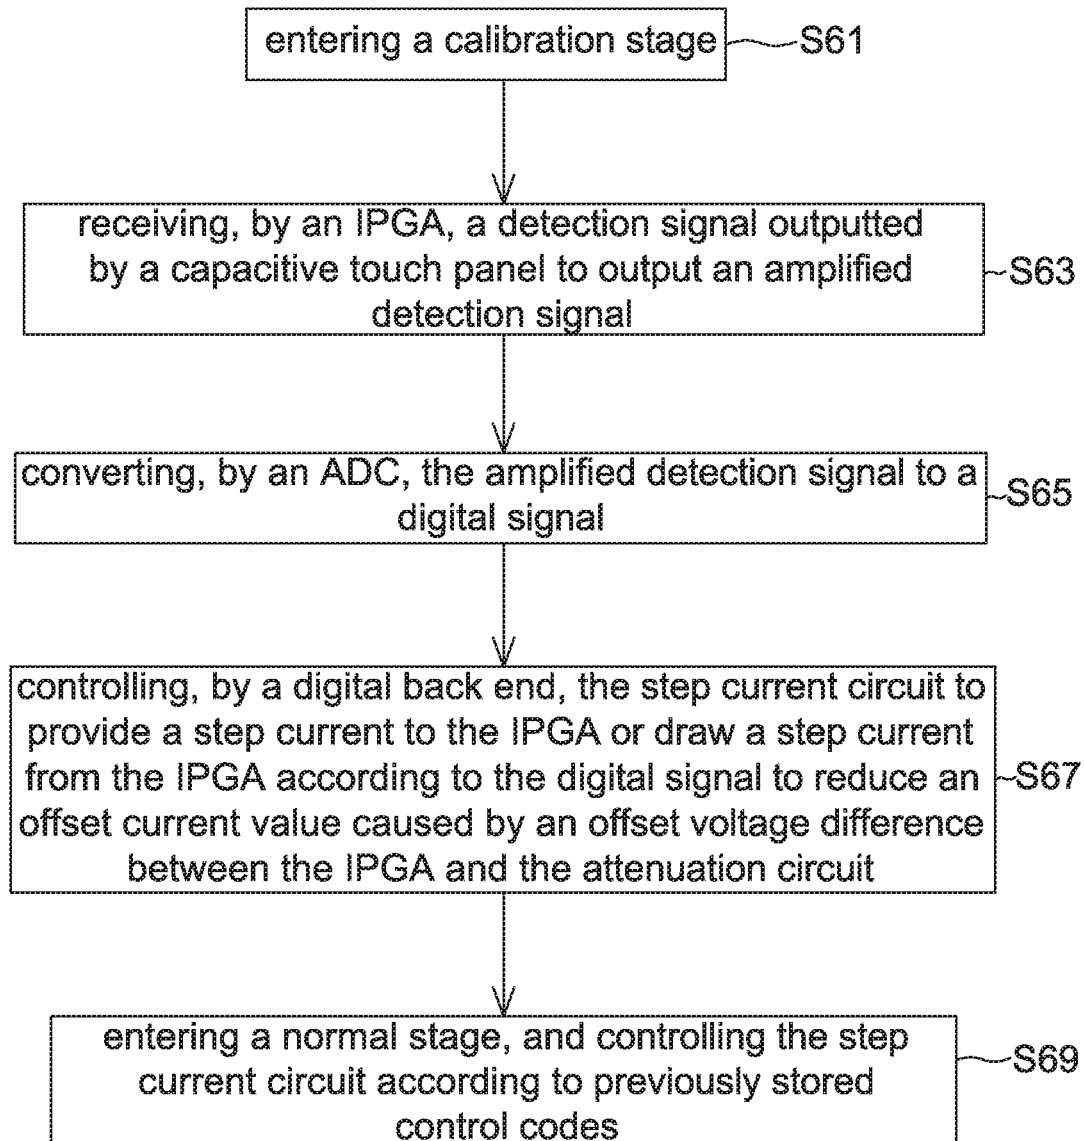 entering a calibration stage
S61
receiving, by an IPGA, a detection signal outputted
by a capacitive touch panel to output an amplified
detection signal
S63
converting, by an ADC, the amplified detection signal to a
digital signal
S65
controlling, by a digital back end, the step current circuit to
provide a step current to the IPGA or draw a step current
from the IPGA according to the digital signal to reduce an
offset current value caused by an offset voltage difference
between the IPGA and the attenuation circuit
S67
entering a normal stage, and controlling the step
current circuit according to previously stored
control codes
S69